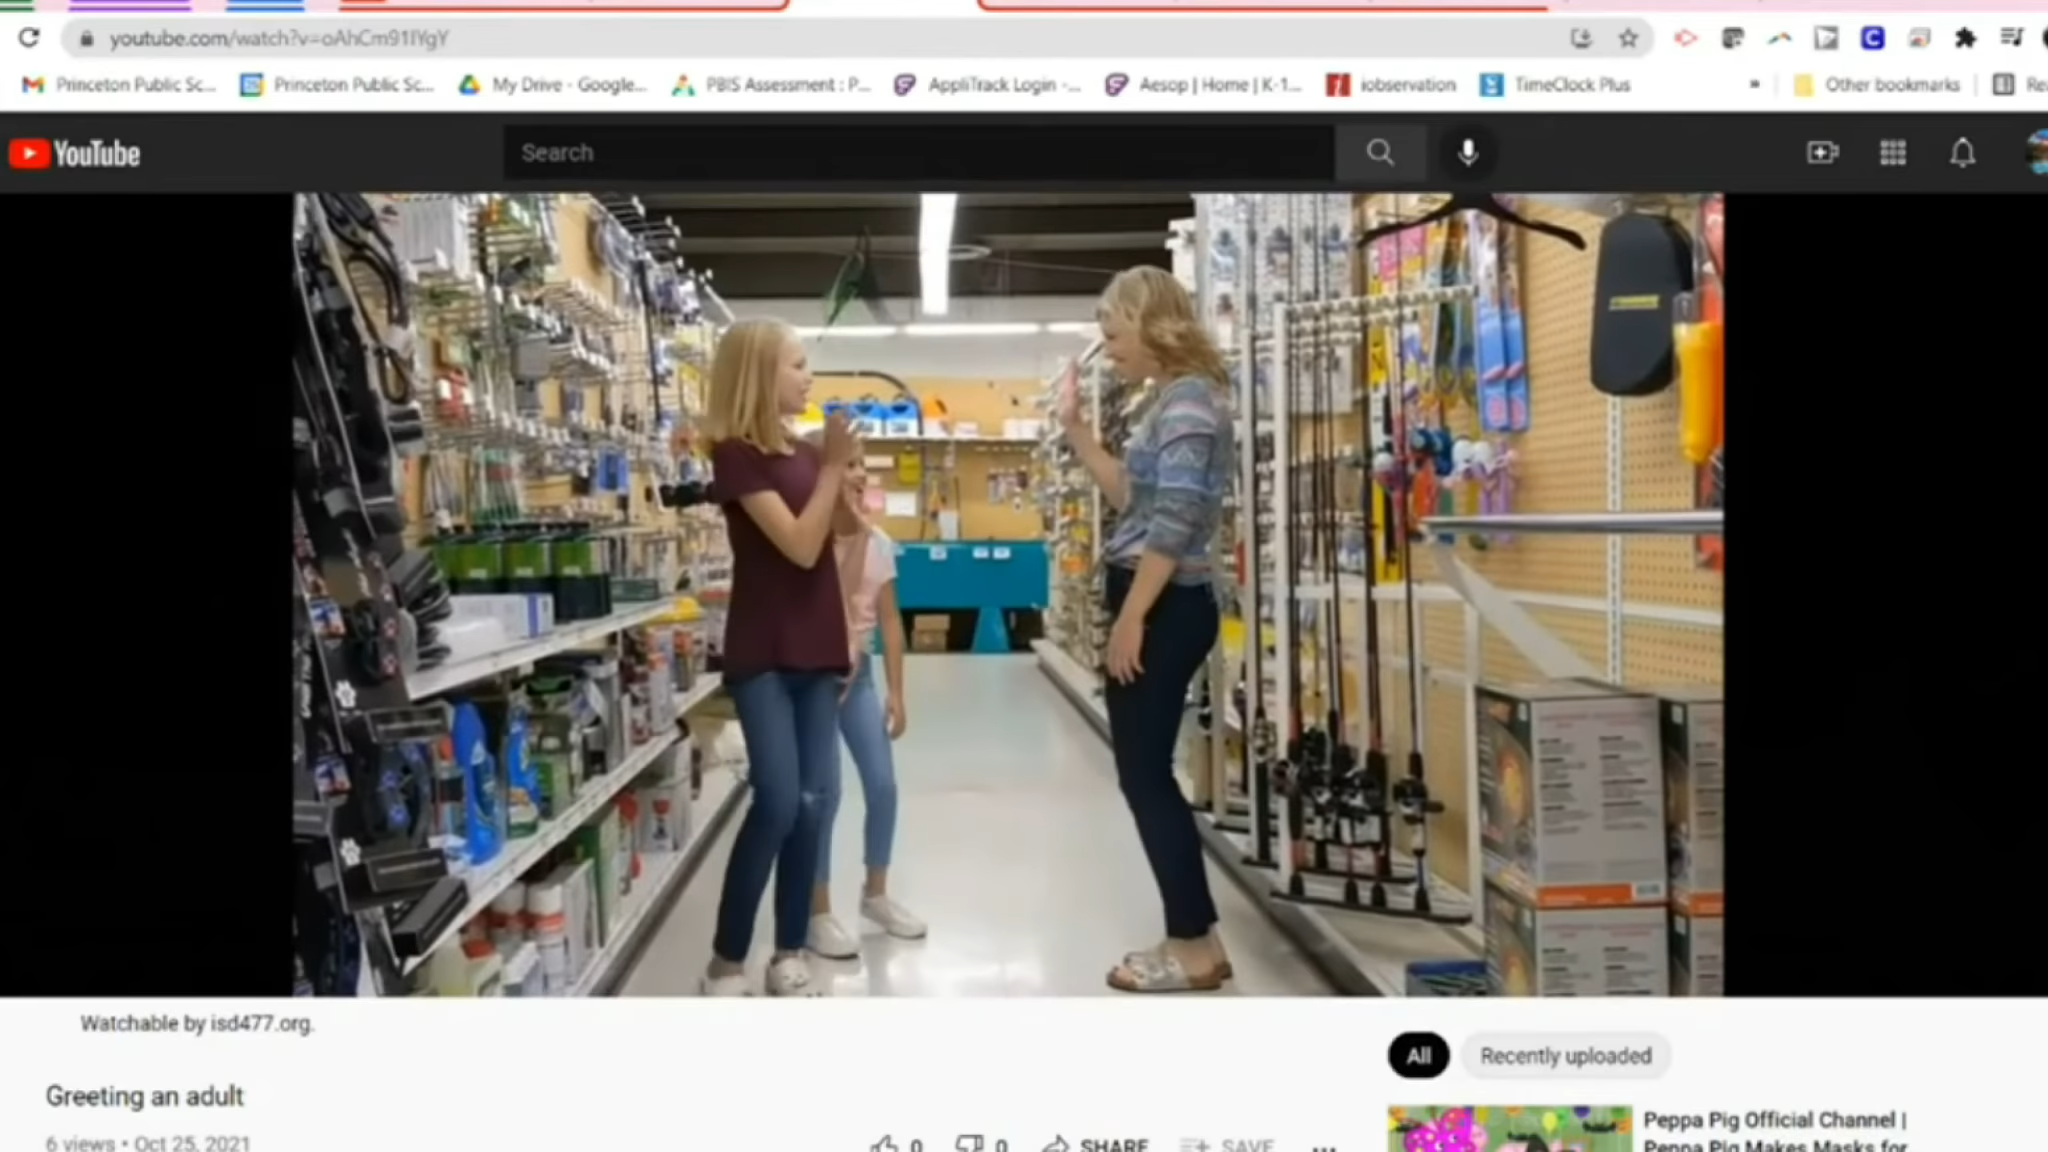 youtube.com/watch?v=oAhCm91IYgY
Princeton Public Sc...
Princeton Public Sc...
My Drive - Google...
PBIS Assessment : P...
AppliTrack Login -...
Aesop | Home | K-1...
iobservation
TimeClock Plus
»
Other bookmarks
YouTube
Search
Watchable by isd477.org.
All
Recently uploaded
Greeting an adult
6 views • Oct 25, 2021
0
0
SHARE
SAVE
Peppa Pig Official Channel |
Peppa Pig Makes Masks for